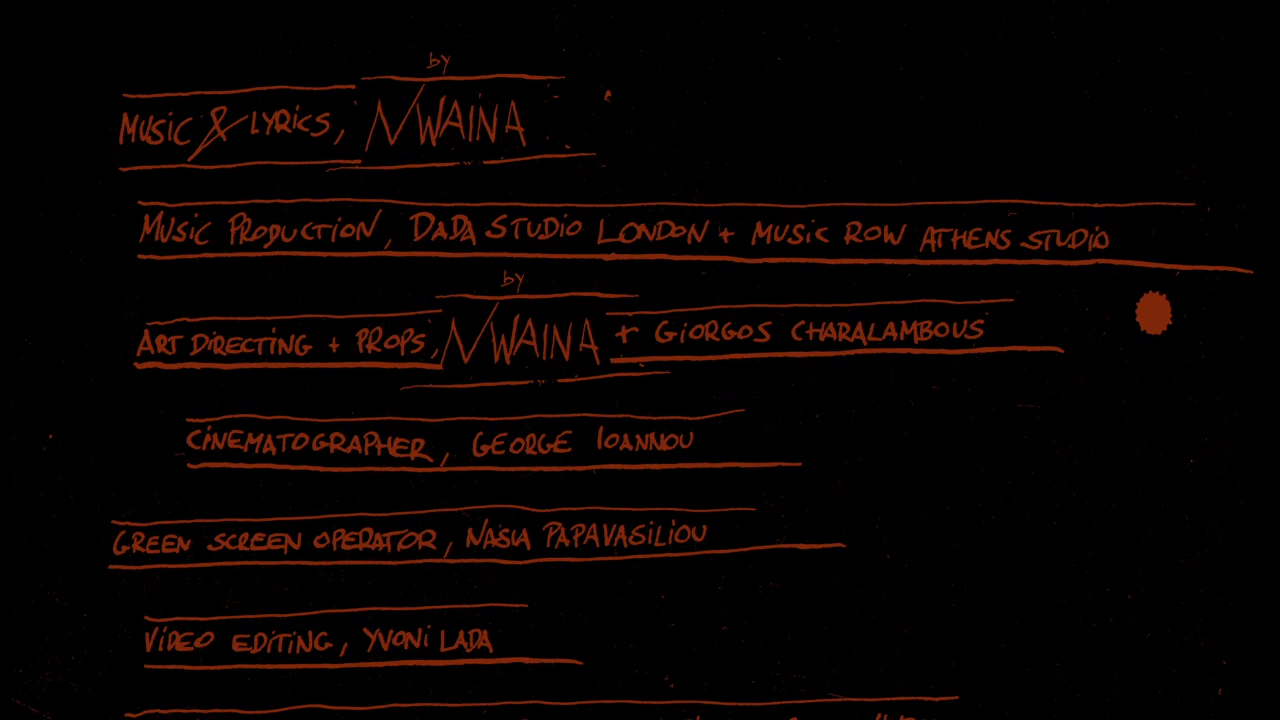 by
MUSIC & LYRICS, NWAINA
MUSIC PRODUCTION, DADA STUDIO LONDON + MUSIC ROW ATHENS STUDIO
by
ART DIRECTING + PROPS, NWAINA + GIORGOS CHARALAMBOUS
CINEMATOGRAPHER, GEORGE IOANNOU
GREEN SCREEN OPERATOR, NASIA PAPAVASILIOU
VIDEO EDITING, YVONI LADA